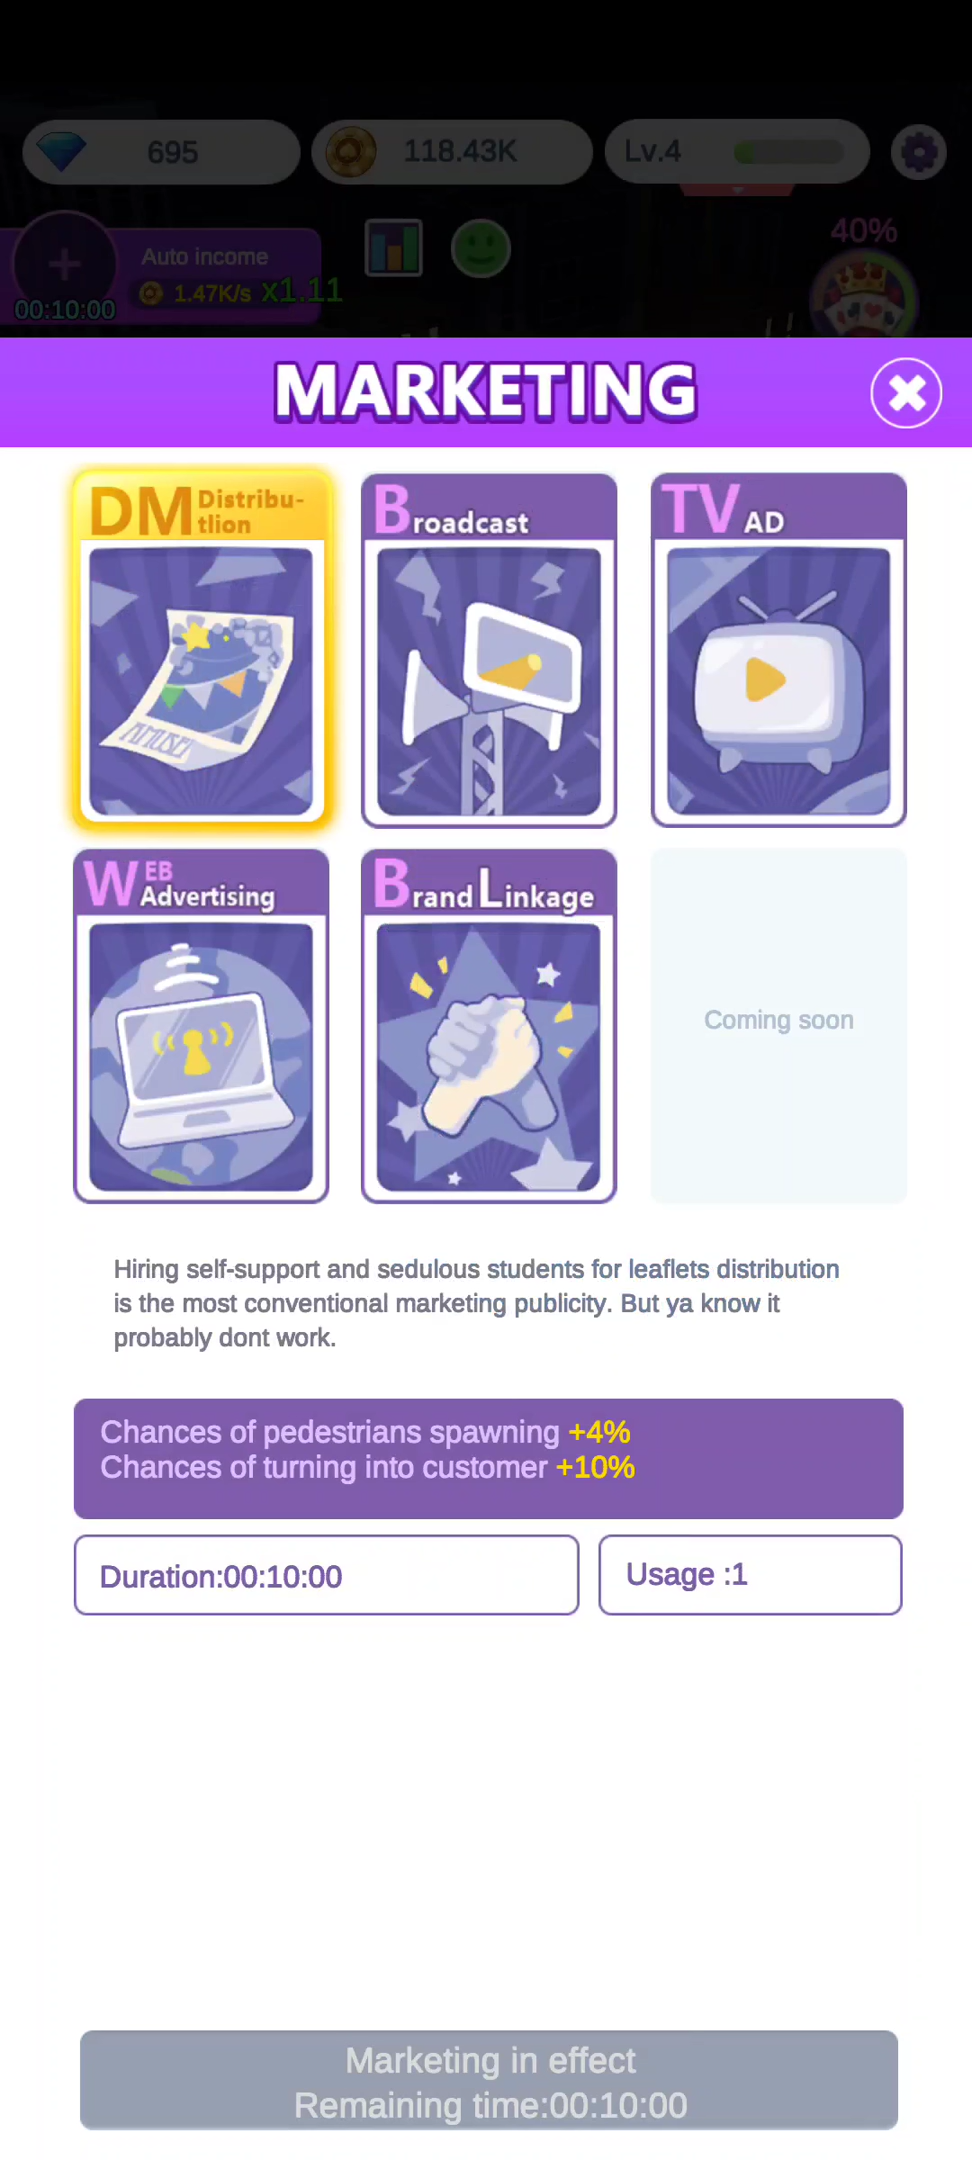 695
118.43K
Lv.4
Auto income
1.47K/s x1.11
00:10:00
40%
MARKETING
DM Distribu-
tlion
Broadcast
TV AD
WEB
Advertising
Brand Linkage
AMUSE
Coming soon
Hiring self-support and sedulous students for leaflets distribution
is the most conventional marketing publicity. But ya know it
probably dont work.
Chances of pedestrians spawning +4%
Chances of turning into customer +10%
Duration:00:10:00
Usage :1
Marketing in effect
Remaining time:00:10:00